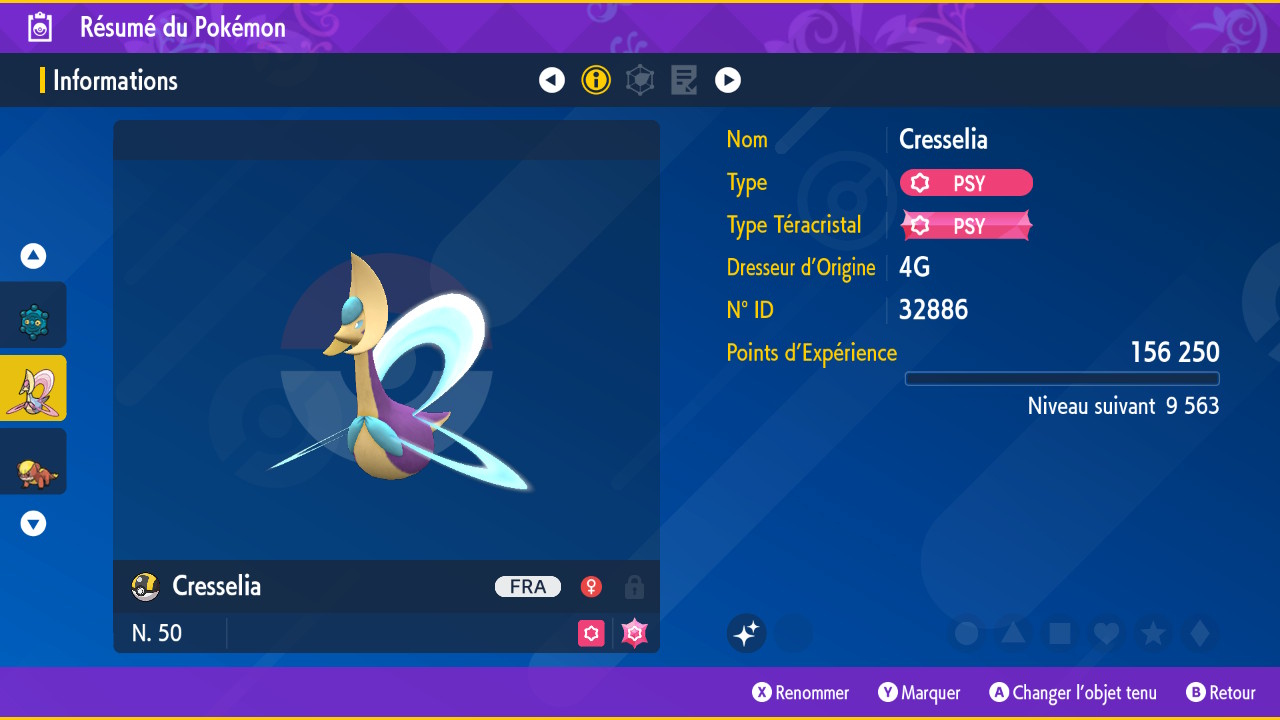 Résumé du Pokémon
Informations
Nom Cresselia
Type PSY
Type Téracristal PSY
Dresseur d'Origine 4G
N° ID 32886
Points d'Expérience 156 250
Niveau suivant 9 563
Cresselia FRA
N. 50
X Renommer Y Marquer A Changer l'objet tenu B Retour